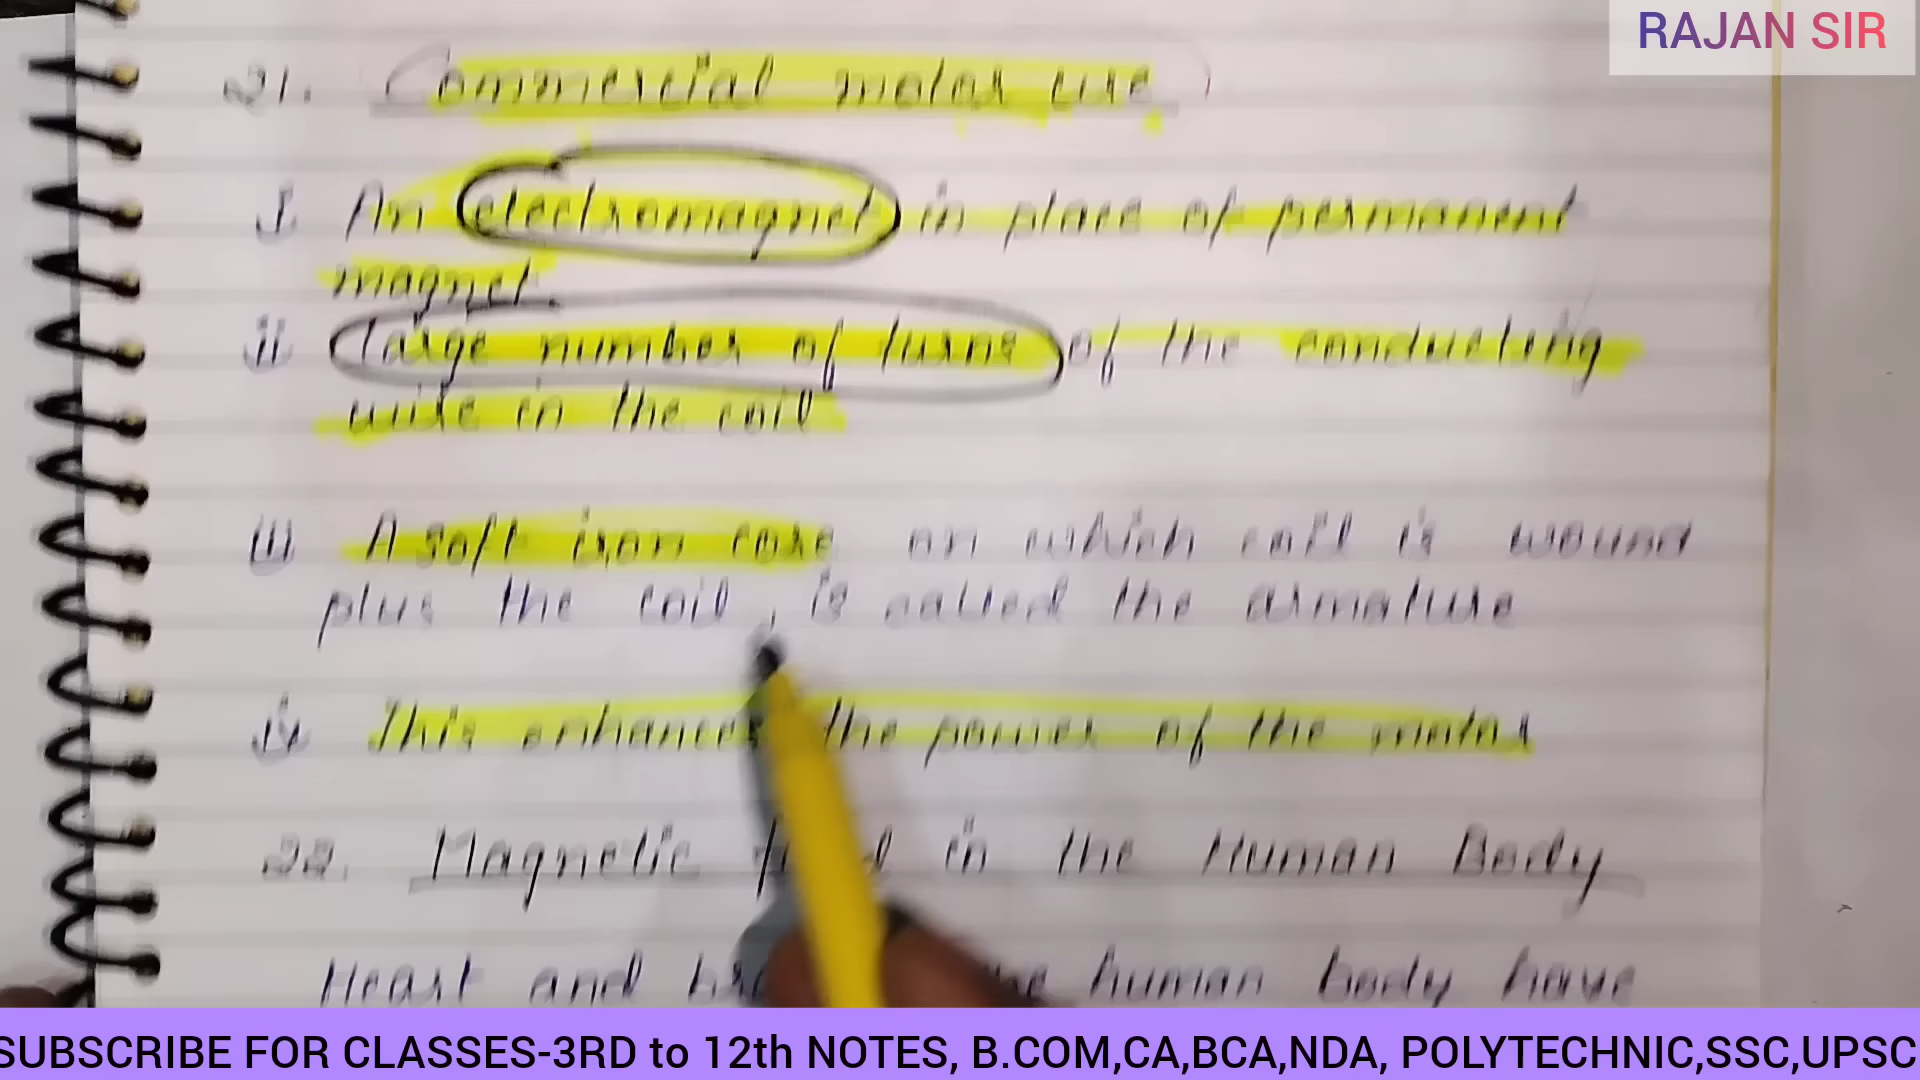 RAJAN SIR
21. Commercial motor use
i An electromagnet in place of permanent
magnet
ii large number of turns of the conducting
wire in the coil
iii A soft iron core on which coil is wound
plus the coil, is called the armature
iv This enhances the power of the motor
22. Magnetic field in the Human Body
Heart and human body have
SUBSCRIBE FOR CLASSES-3RD to 12th NOTES, B.COM,CA,BCA,NDA, POLYTECHNIC,SSC,UPSC